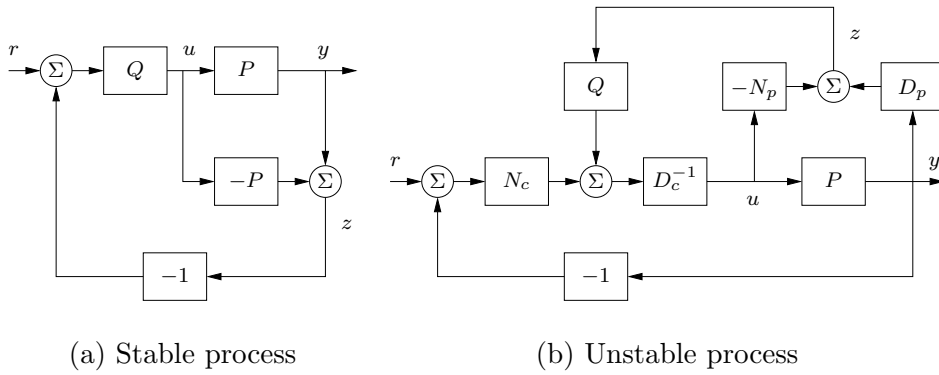 z
r
u
y
Σ
Q
P
Q
−N_p
Σ
D_p
r
y
−P
Σ
Σ
N_c
Σ
D_c^{−1}
P
u
z
−1
−1
(a) Stable process
(b) Unstable process